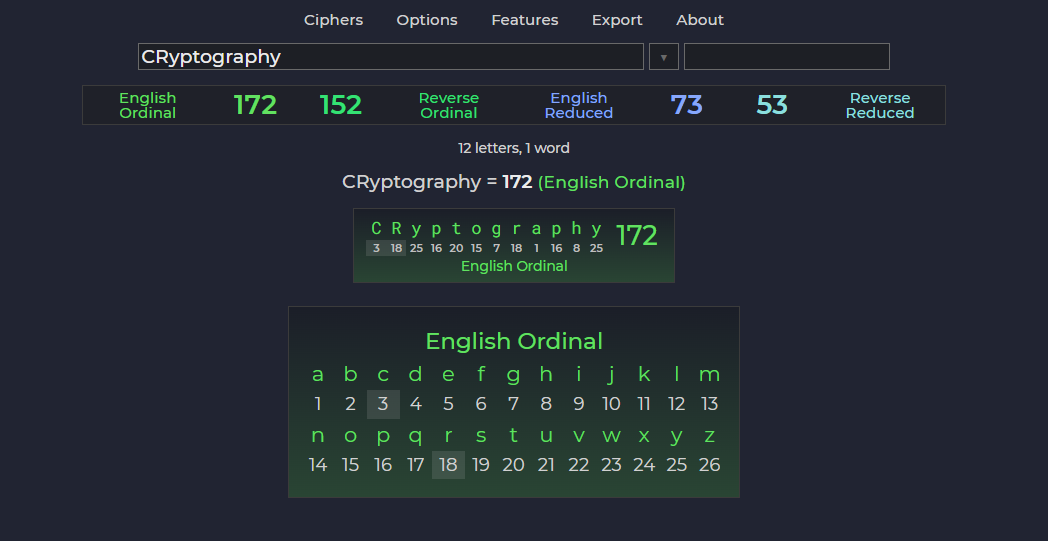 Ciphers Options Features Export About
CRyptography ▼
English Ordinal 172 152 Reverse Ordinal English Reduced 73 53 Reverse Reduced
12 letters, 1 word
CRyptography = 172 (English Ordinal)
C R y p t o g r a p h y 172
3 18 25 16 20 15 7 18 1 16 8 25
English Ordinal
English Ordinal
a b c d e f g h i j k l m
1 2 3 4 5 6 7 8 9 10 11 12 13
n o p q r s t u v w x y z
14 15 16 17 18 19 20 21 22 23 24 25 26